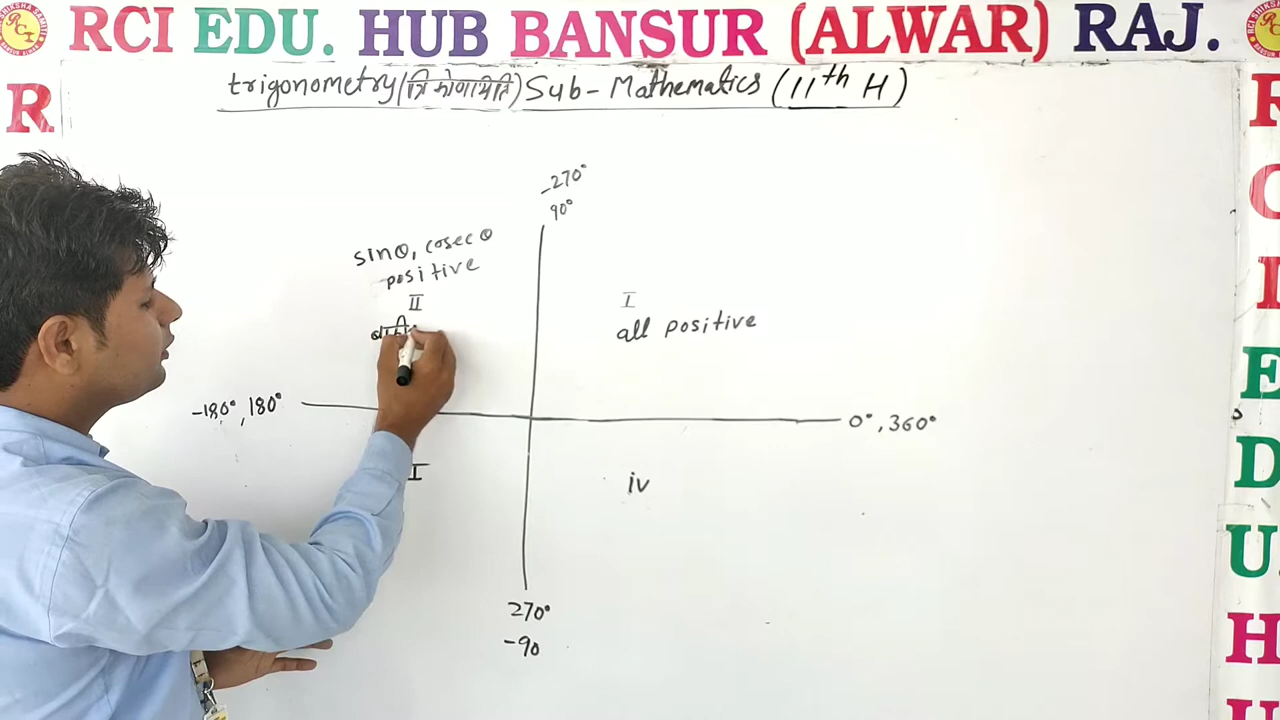 RCI EDU. HUB BANSUR (ALWAR) RAJ.
R
trigonometry (त्रिकोणमिति) Sub-Mathematics (11th H)
-270°
90°
sinθ, cosec θ
positive
II
I
all positive
-180°, 180°
0°, 360°
iv
270°
-90
R
C
I
E
D
U.
H